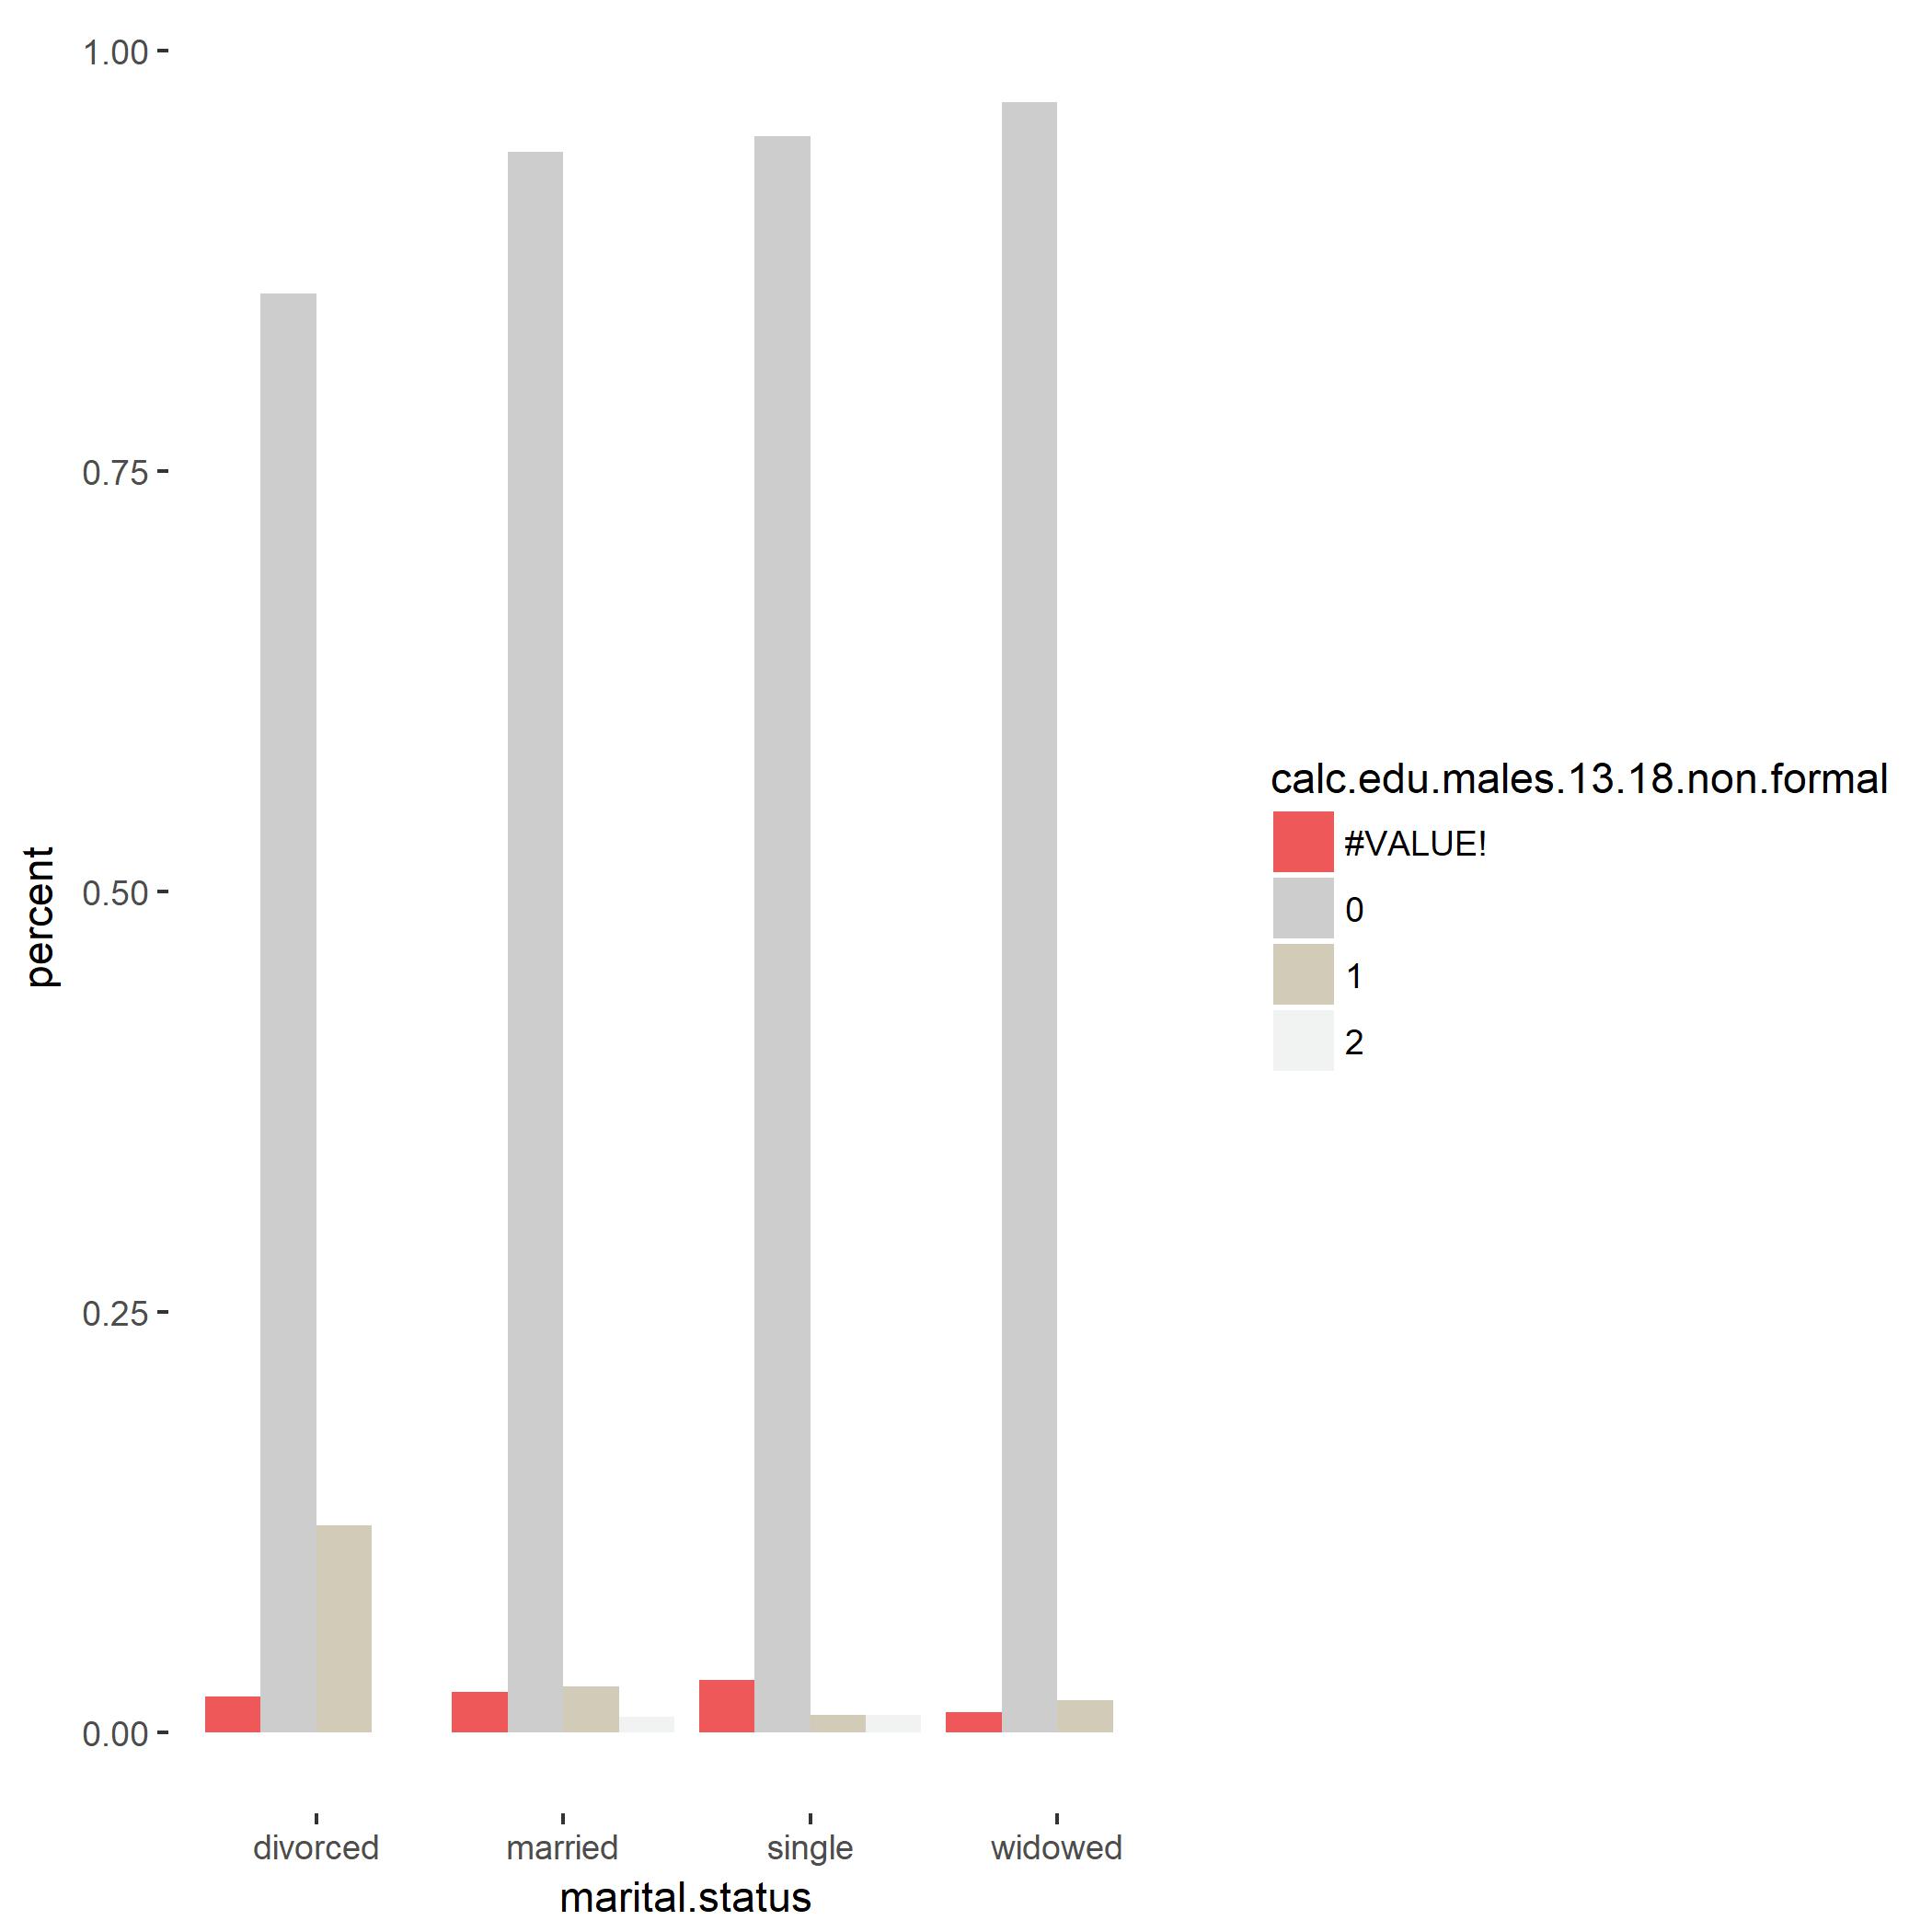 1.00
0.75
0.50
0.25
0.00
percent
divorced married single widowed
marital.status
calc.edu.males.13.18.non.formal
#VALUE!
0
1
2